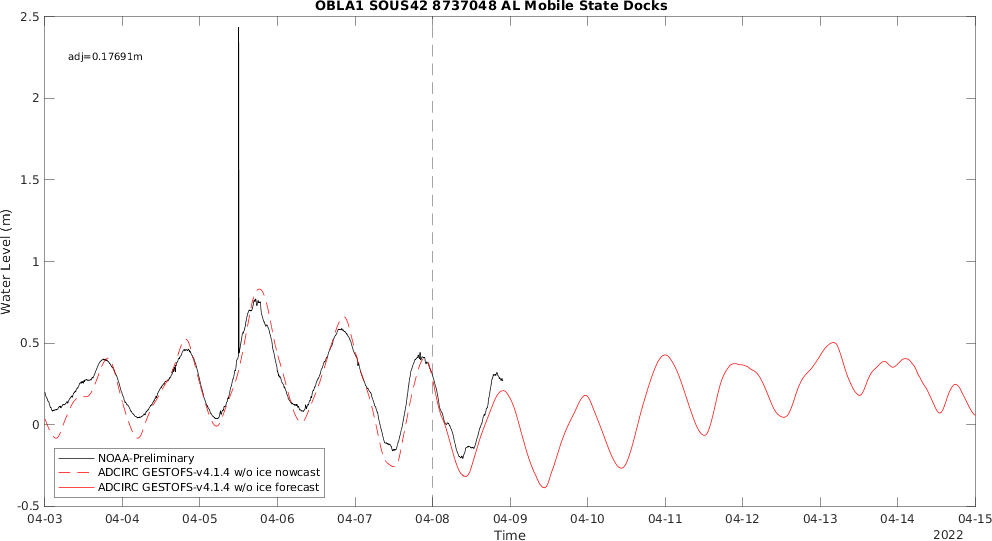 OBLA1 SOUS42 8737048 AL Mobile State Docks
adj=0.17691m
2.5
2
1.5
1
0.5
0
-0.5
Water Level (m)
NOAA-Preliminary
ADCIRC GESTOFS-v4.1.4 w/o ice nowcast
ADCIRC GESTOFS-v4.1.4 w/o ice forecast
04-03 04-04 04-05 04-06 04-07 04-08 04-09 04-10 04-11 04-12 04-13 04-14 04-15
Time
2022